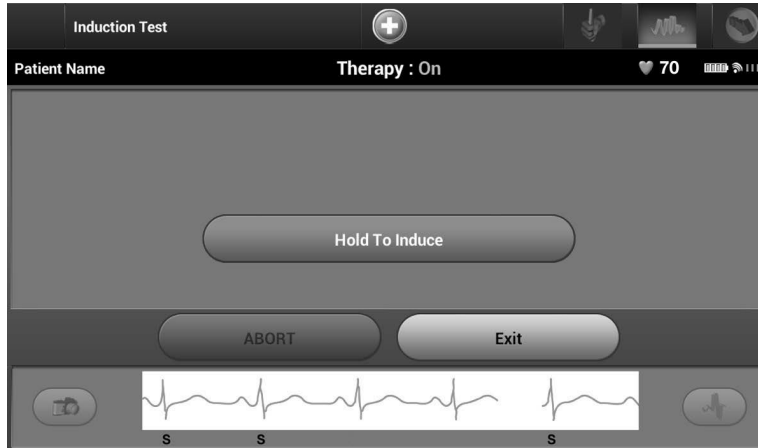 Induction Test
Patient Name Therapy : On 70
Hold To Induce
ABORT Exit
S S S